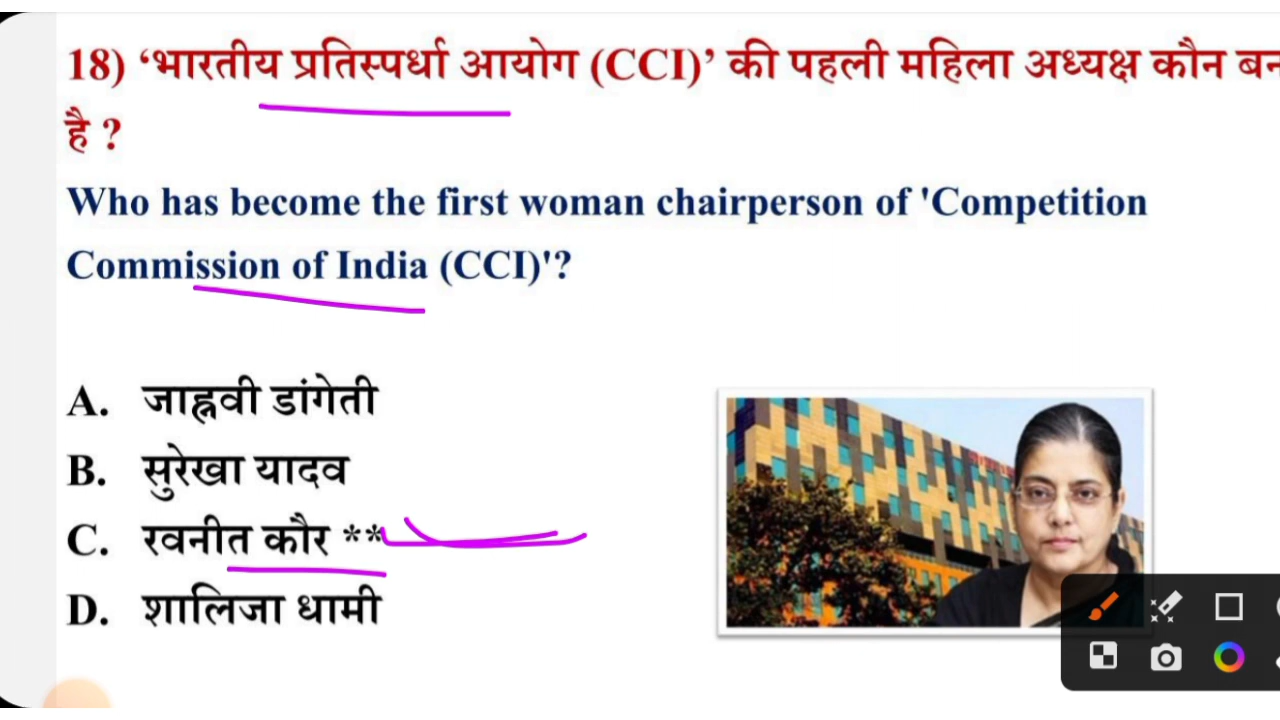 18) ‘भारतीय प्रतिस्पर्धा आयोग (CCI)’ की पहली महिला अध्यक्ष कौन
है ?
Who has become the first woman chairperson of 'Competition
Commission of India (CCI)'?
A. जाह्नवी डांगेती
B. सुरेखा यादव
C. रवनीत कौर **
D. शालिजा धामी